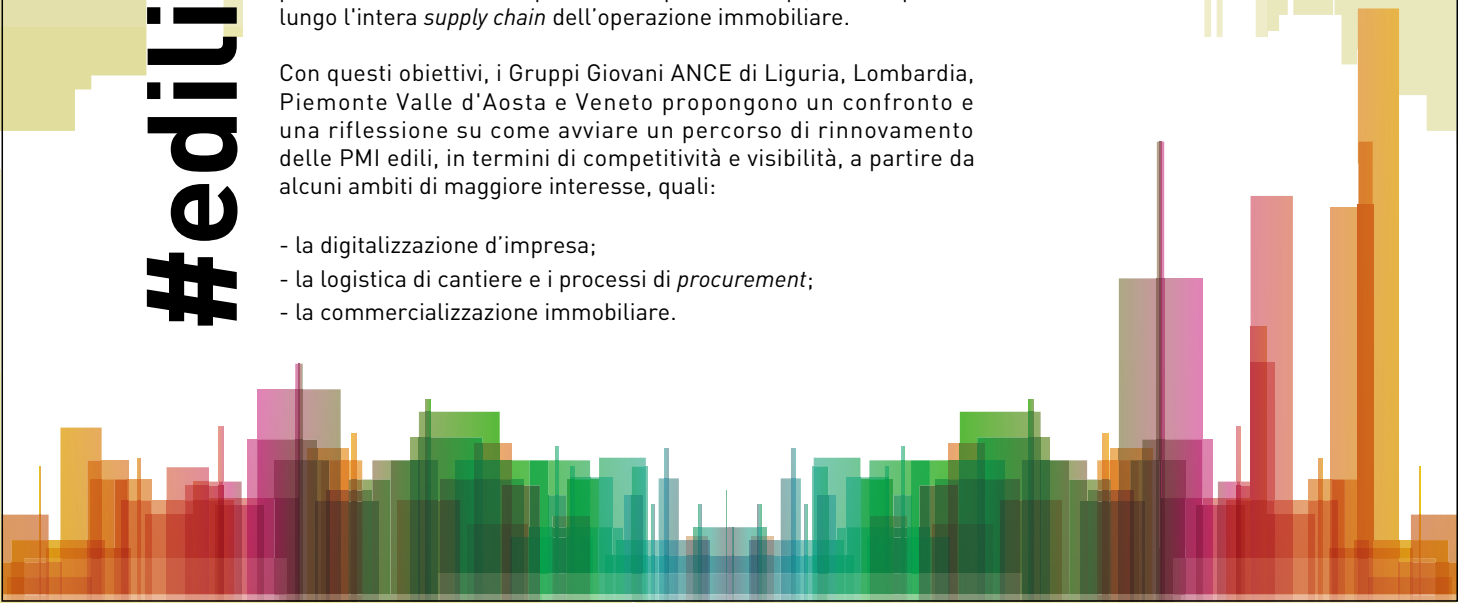 lungo l'intera supply chain dell'operazione immobiliare.
Con questi obiettivi, i Gruppi Giovani ANCE di Liguria, Lombardia,
Piemonte Valle d'Aosta e Veneto propongono un confronto e
una riflessione su come avviare un percorso di rinnovamento
delle PMI edili, in termini di competitività e visibilità, a partire da
alcuni ambiti di maggiore interesse, quali:
- la digitalizzazione d'impresa;
- la logistica di cantiere e i processi di procurement;
- la commercializzazione immobiliare.
#edili